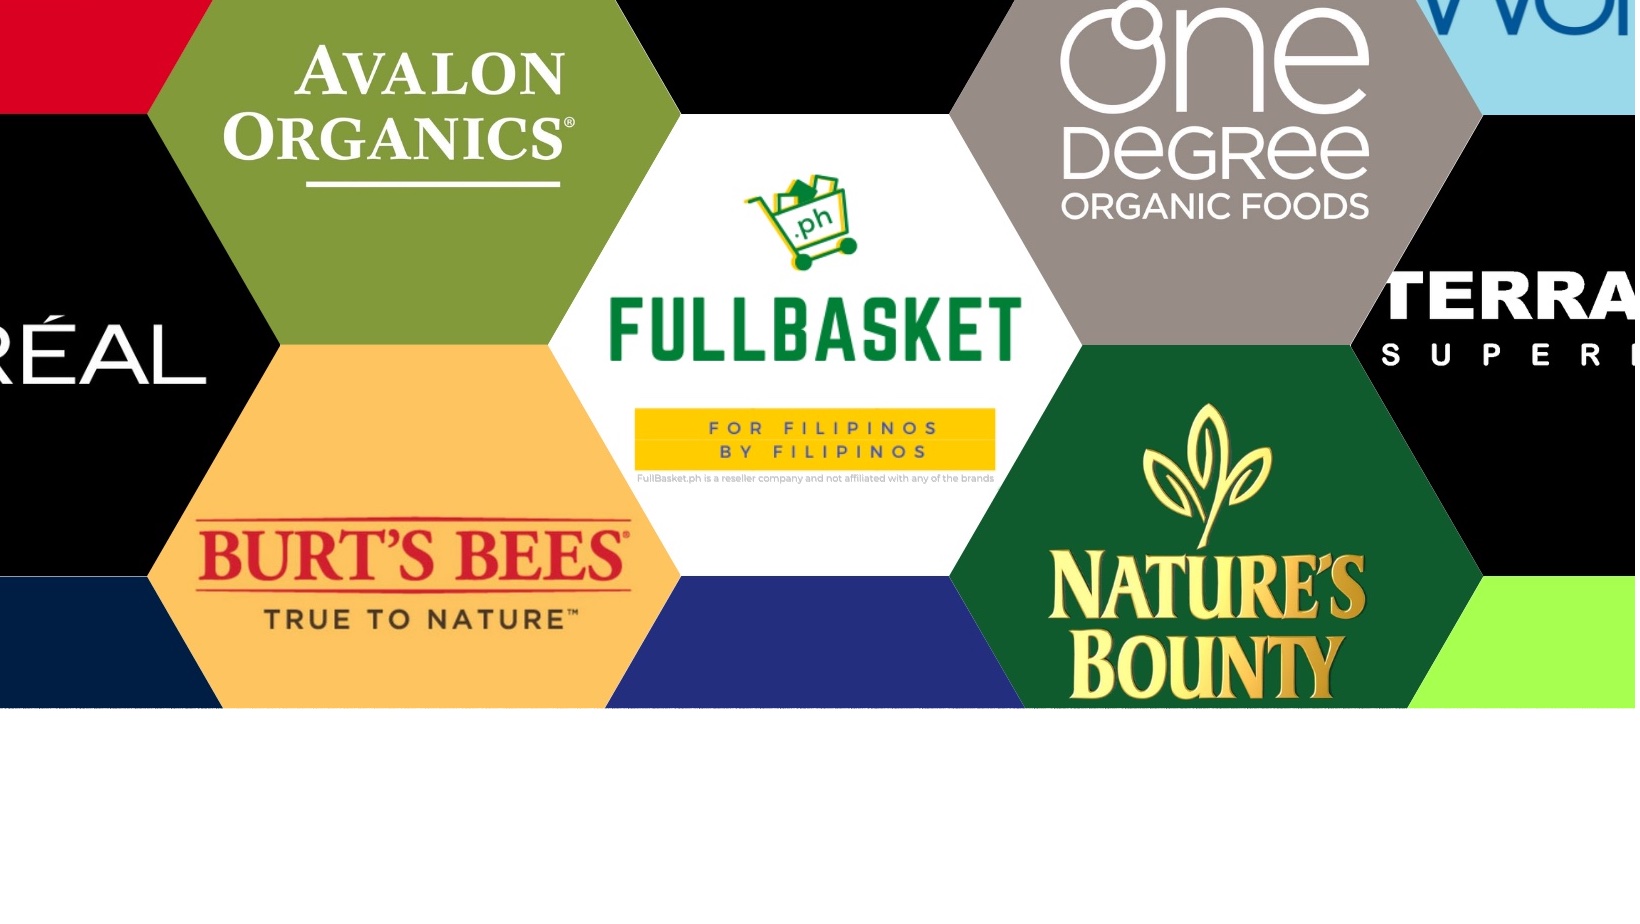 AVALON
ORGANICS®
one
DeGRee
ORGANIC FOODS
.ph
FULLBASKET
FOR FILIPINOS
BY FILIPINOS
FullBasket.ph is a reseller company and not affiliated with any of the brands
RÉAL
TERRA
SUPER
BURT'S BEES®
TRUE TO NATURE™
NATURE'S
BOUNTY